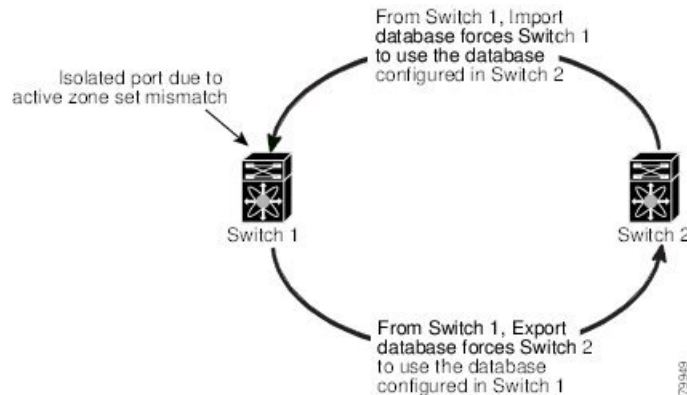 From Switch 1, Import
database forces Switch 1
to use the database
configured in Switch 2
Isolated port due to
active zone set mismatch
Switch 1
Switch 2
From Switch 1, Export
database forces Switch 2
to use the database
configured in Switch 1
79949